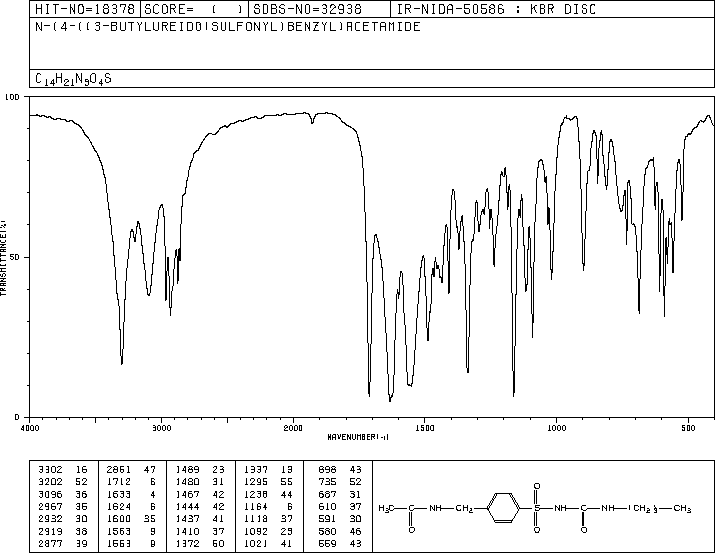 HIT-NO=18378 SCORE= ( ) SDBS-NO=32938 IR-NIDA-50586 : KBR DISC
N-(4-((3-BUTYLUREIDO)SULFONYL)BENZYL)ACETAMIDE
C14H21N3O4S
100
50
0
TRANSMITTANCE(%)
4000 3000 2000 1500 1000 500
WAVENUMBER(-1)
3302 16 2861 47 1489 23 1337 13 898 43
3202 52 1712 6 1480 31 1295 55 735 52
3096 36 1633 4 1467 42 1238 44 687 31
2967 35 1624 6 1444 42 1164 6 610 37
2932 30 1600 35 1437 41 1118 37 591 30
2919 38 1563 9 1410 37 1092 23 580 46
2877 39 1553 9 1372 50 1021 41 559 43
O O
H3C C NH CH2 S NH C NH (CH2)3 CH3
O O O